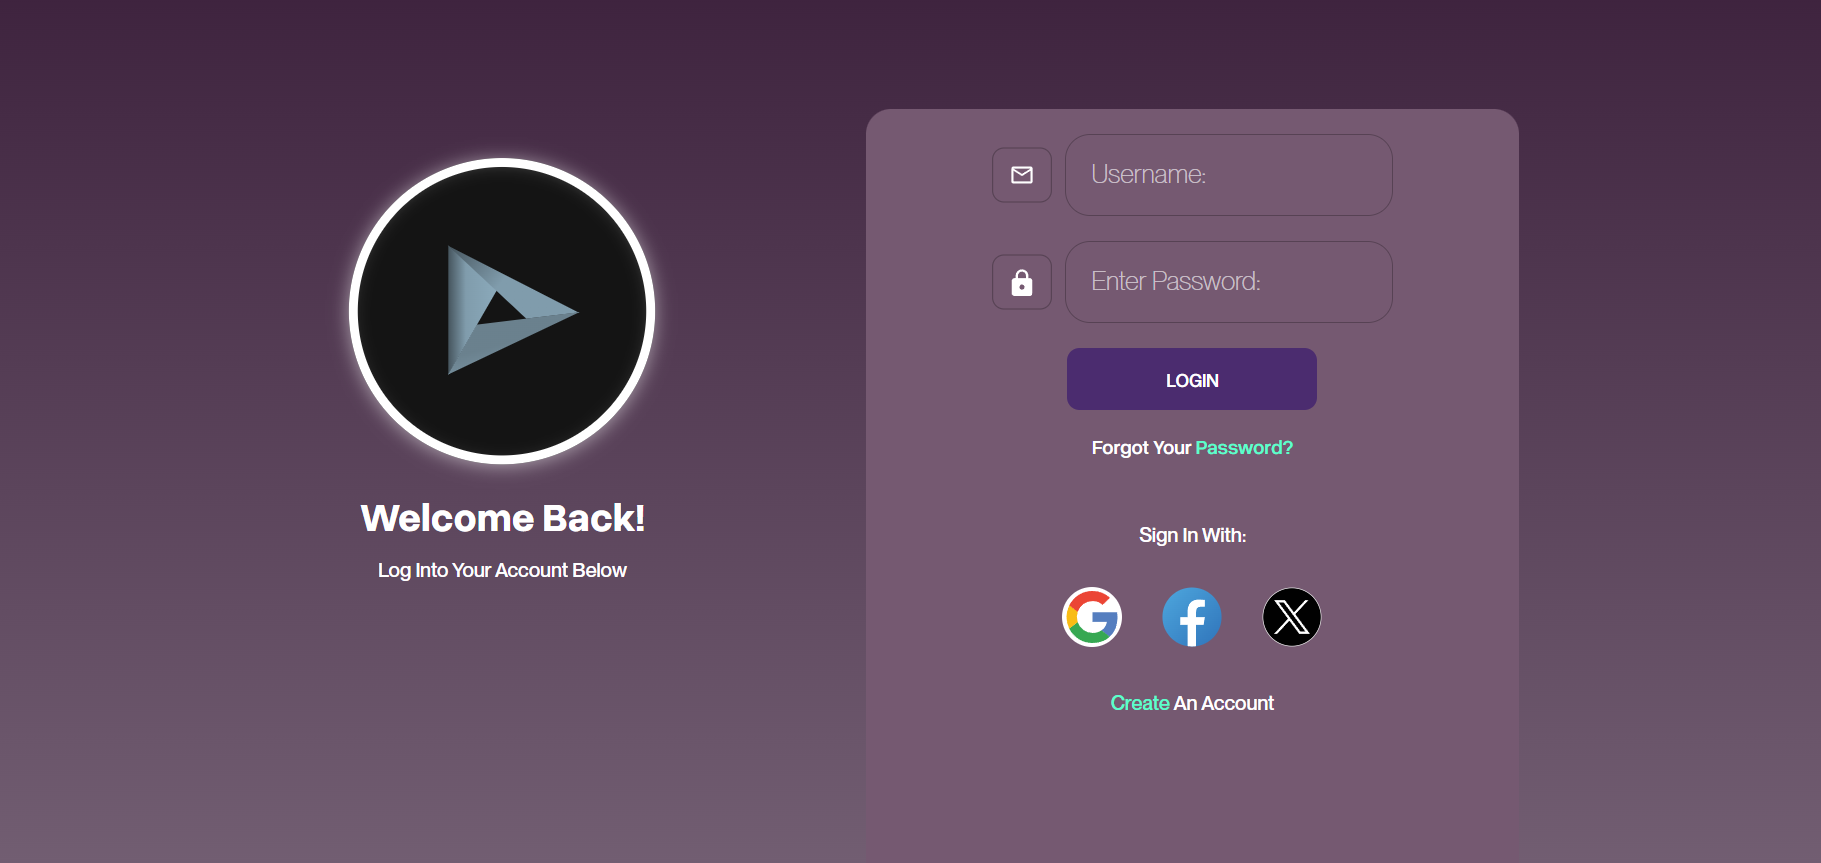 Welcome Back!
Log Into Your Account Below
Username:
Enter Password:
LOGIN
Forgot Your Password?
Sign In With:
Create An Account